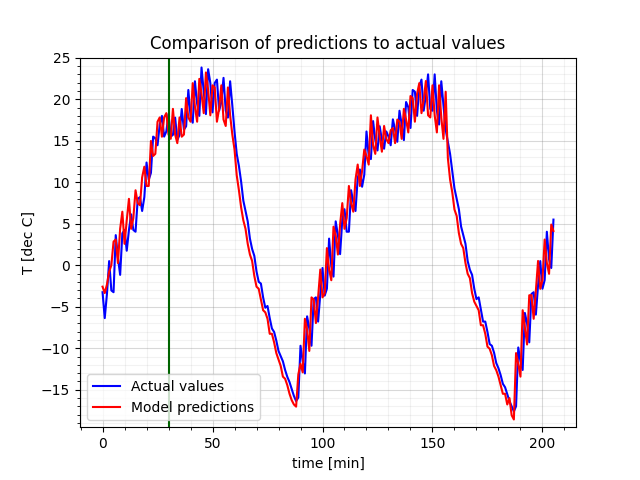 Comparison of predictions to actual values
T [dec C]
25
20
15
10
5
0
−5
−10
−15
Actual values
Model predictions
0 50 100 150 200
time [min]